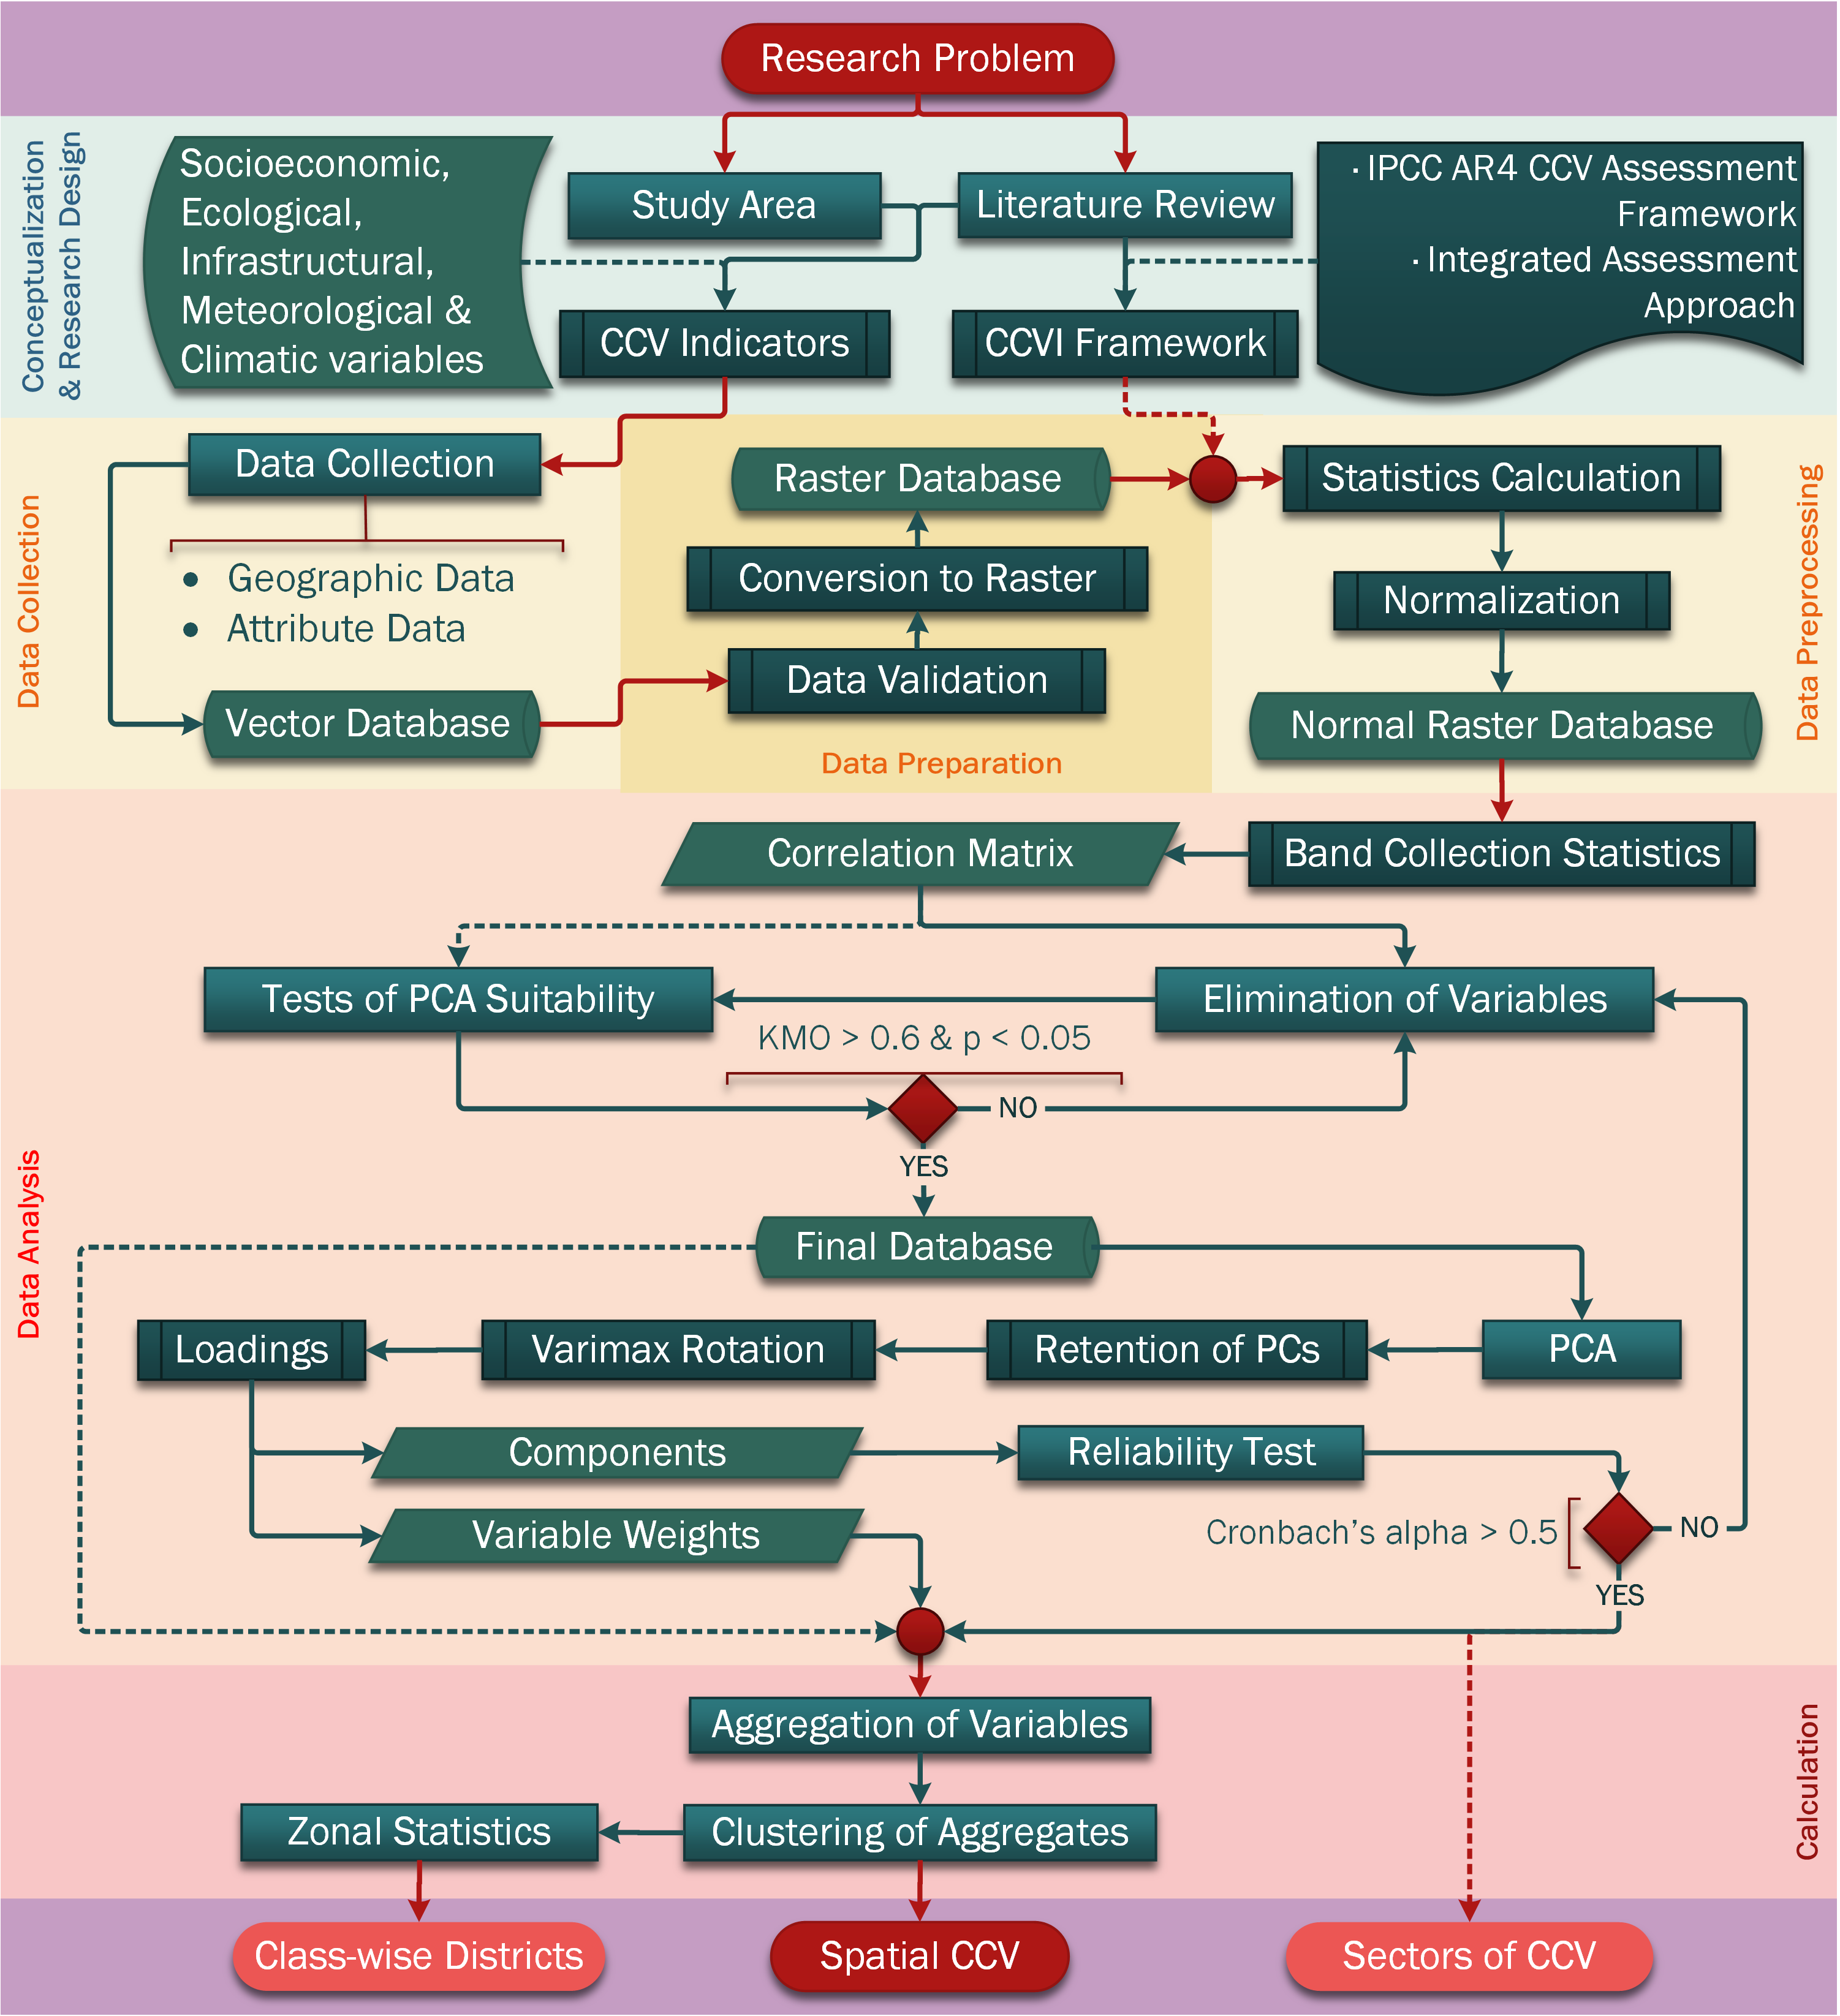 Research Problem
Conceptualization
& Research Design
Socioeconomic,
Ecological,
Infrastructural,
Meteorological &
Climatic variables
Study Area
Literature Review
· IPCC AR4 CCV Assessment
Framework
· Integrated Assessment
Approach
CCV Indicators
CCVI Framework
Data Collection
Data Collection
• Geographic Data
• Attribute Data
Vector Database
Raster Database
Conversion to Raster
Data Validation
Data Preparation
Statistics Calculation
Normalization
Normal Raster Database
Data Preprocessing
Data Analysis
Correlation Matrix
Band Collection Statistics
Tests of PCA Suitability
Elimination of Variables
KMO > 0.6 & p < 0.05
NO
YES
Final Database
Loadings
Varimax Rotation
Retention of PCs
PCA
Components
Reliability Test
Variable Weights
Cronbach's alpha > 0.5
NO
YES
Aggregation of Variables
Calculation
Zonal Statistics
Clustering of Aggregates
Class-wise Districts
Spatial CCV
Sectors of CCV